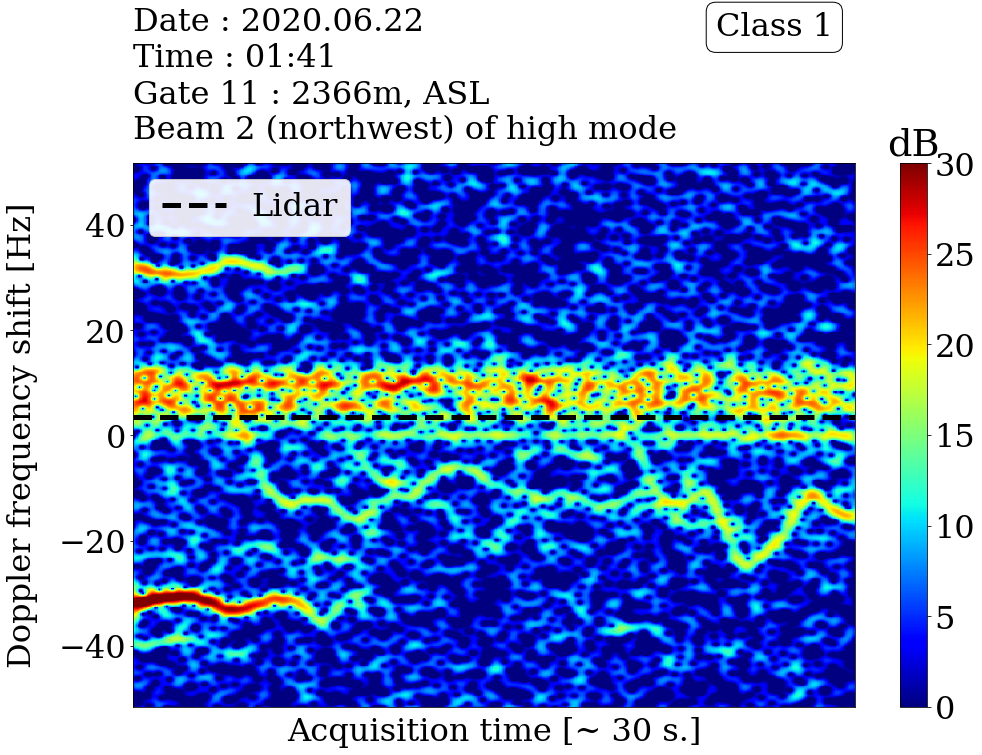 Date : 2020.06.22
Time : 01:41
Gate 11 : 2366m, ASL
Beam 2 (northwest) of high mode
Class 1
dB
Lidar
Doppler frequency shift [Hz]
40
20
0
−20
−40
30
25
20
15
10
5
0
Acquisition time [~ 30 s.]